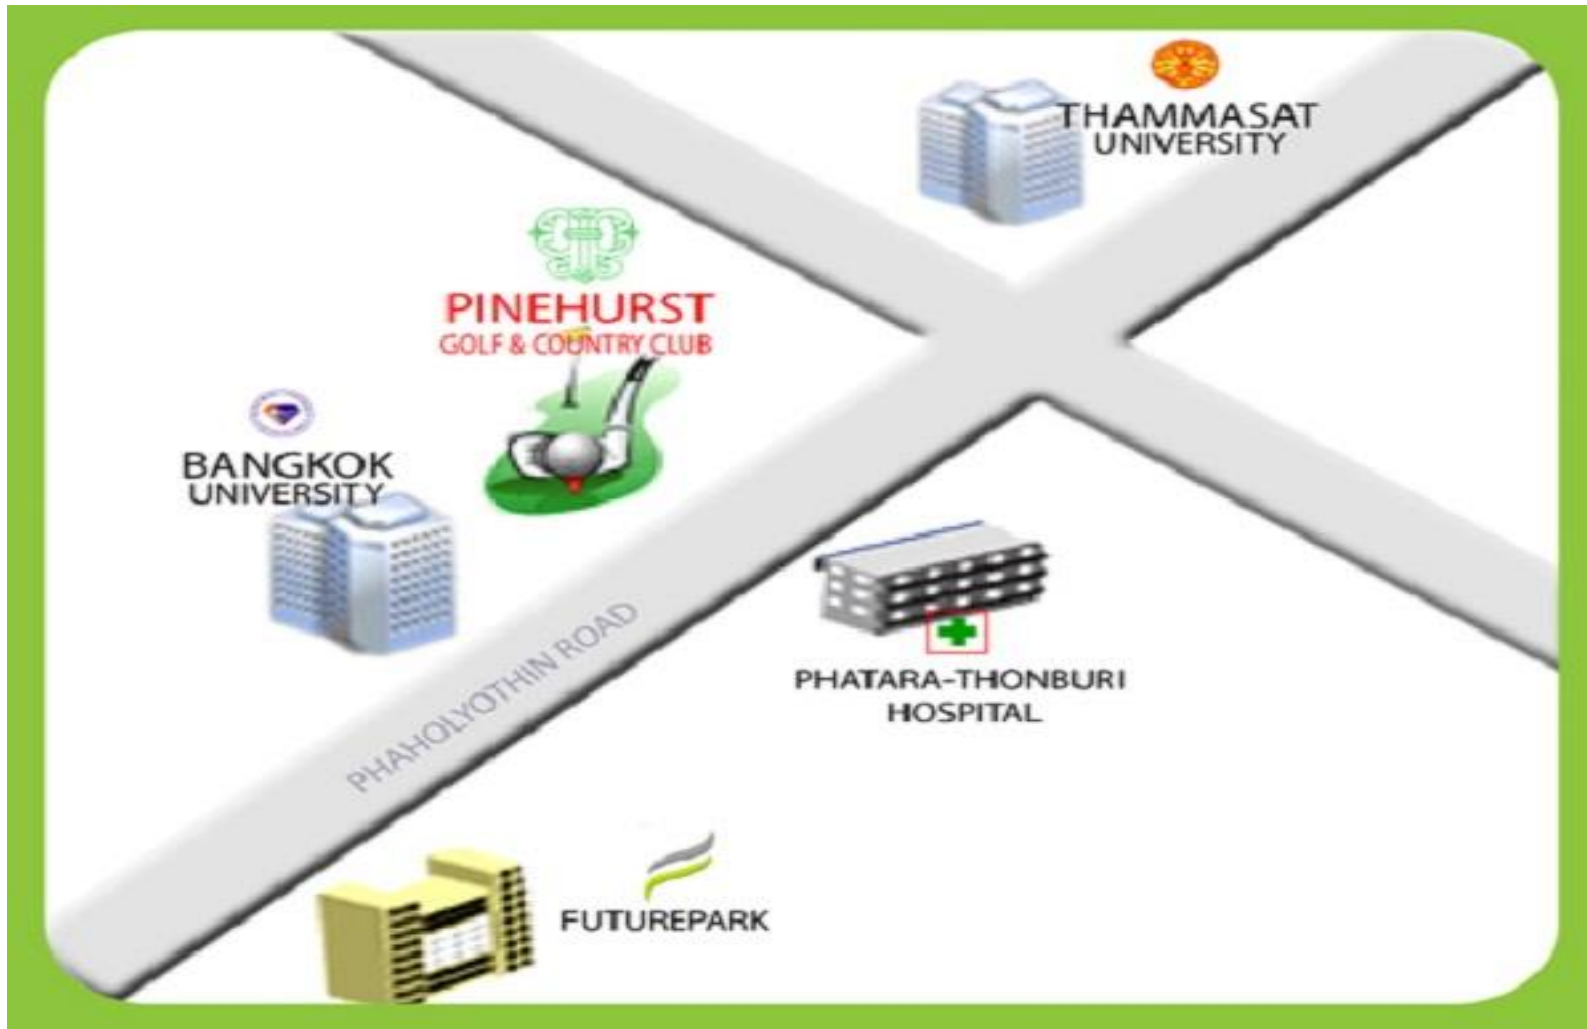 THAMMASAT
UNIVERSITY
PINEHURST
GOLF & COUNTRY CLUB
BANGKOK
UNIVERSITY
PHAHOLYOTHIN ROAD
PHATARA-THONBURI
HOSPITAL
FUTUREPARK